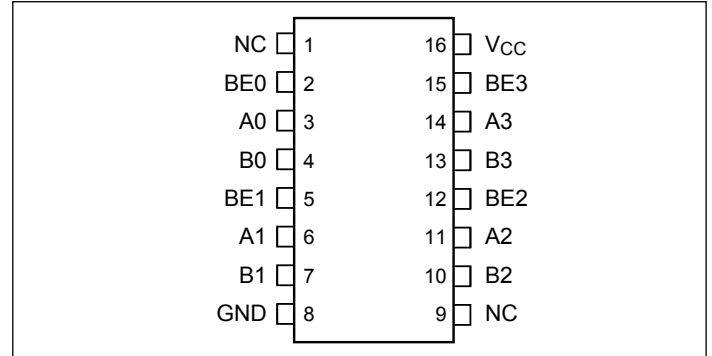 NC 1 16 VCC
BE0 2 15 BE3
A0 3 14 A3
B0 4 13 B3
BE1 5 12 BE2
A1 6 11 A2
B1 7 10 B2
GND 8 9 NC